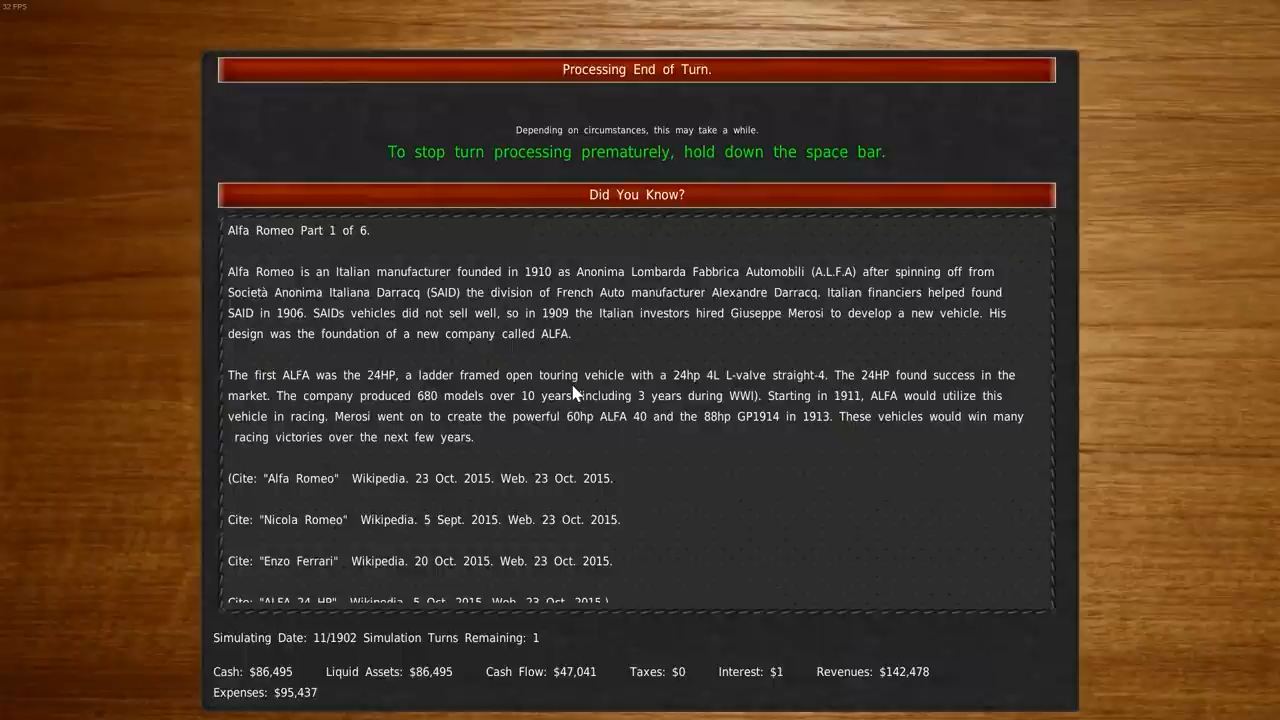 32 FPS
Processing End of Turn.
Depending on circumstances, this may take a while.
To stop turn processing prematurely, hold down the space bar.
Did You Know?
Alfa Romeo Part 1 of 6.
Alfa Romeo is an Italian manufacturer founded in 1910 as Anonima Lombarda Fabbrica Automobili (A.L.F.A) after spinning off from
Società Anonima Italiana Darracq (SAID) the division of French Auto manufacturer Alexandre Darracq. Italian financiers helped found
SAID in 1906. SAIDs vehicles did not sell well, so in 1909 the Italian investors hired Giuseppe Merosi to develop a new vehicle. His
design was the foundation of a new company called ALFA.
The first ALFA was the 24HP, a ladder framed open touring vehicle with a 24hp 4L L-valve straight-4. The 24HP found success in the
market. The company produced 680 models over 10 years (including 3 years during WWI). Starting in 1911, ALFA would utilize this
vehicle in racing. Merosi went on to create the powerful 60hp ALFA 40 and the 88hp GP1914 in 1913. These vehicles would win many
racing victories over the next few years.
(Cite: "Alfa Romeo" Wikipedia. 23 Oct. 2015. Web. 23 Oct. 2015.
Cite: "Nicola Romeo" Wikipedia. 5 Sept. 2015. Web. 23 Oct. 2015.
Cite: "Enzo Ferrari" Wikipedia. 20 Oct. 2015. Web. 23 Oct. 2015.
Cite: "ALFA 24 HP" Wikipedia. 5 Oct. 2015. Web. 23 Oct. 2015.)
Simulating Date: 11/1902 Simulation Turns Remaining: 1
Cash: $86,495 Liquid Assets: $86,495 Cash Flow: $47,041 Taxes: $0 Interest: $1 Revenues: $142,478
Expenses: $95,437